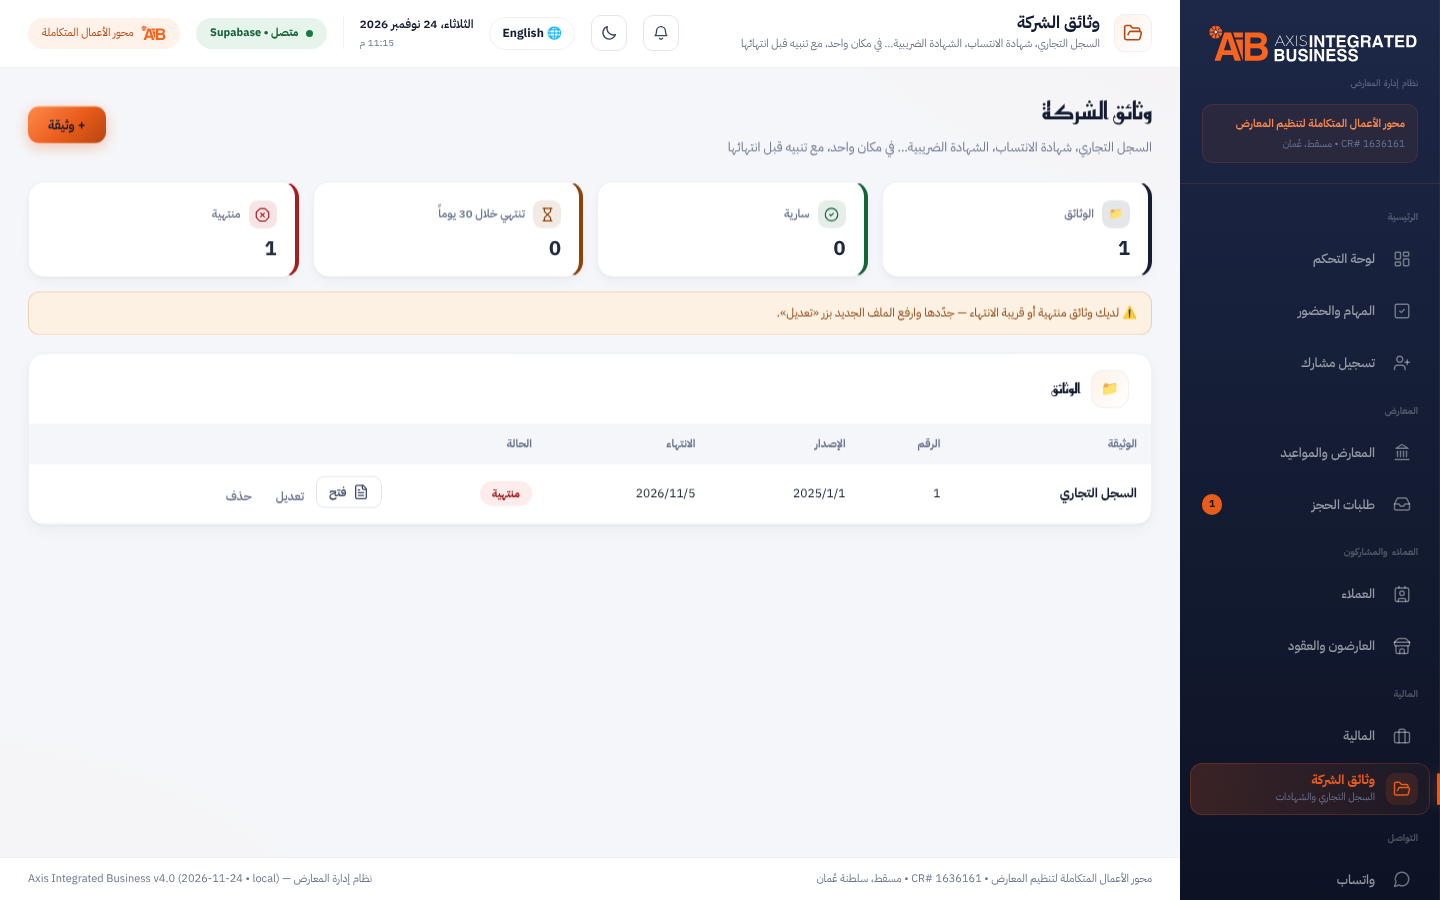 AiB AXIS INTEGRATED BUSINESS
نظام إدارة المعارض
محور الأعمال المتكاملة لتنظيم المعارض
CR# 1636161 • مسقط، عُمان
الرئيسية
لوحة التحكم
المهام والحضور
تسجيل مشارك
المعارض
المعارض والمواعيد
طلبات الحجز
1
العملاء والمشاركون
العملاء
العارضون والعقود
المالية
المالية
وثائق الشركة
السجل التجاري والشهادات
التواصل
واتساب
وثائق الشركة
السجل التجاري، شهادة الانتساب، الشهادة الضريبية... في مكان واحد، مع تنبيه قبل انتهائها
🌐 English
الثلاثاء، 24 نوفمبر 2026
11:15 م
متصل • Supabase
AiB محور الأعمال المتكاملة
وثائق الشركة
السجل التجاري، شهادة الانتساب، الشهادة الضريبية... في مكان واحد، مع تنبيه قبل انتهائها
+ وثيقة
الوثائق
1
سارية
0
تنتهي خلال 30 يوماً
0
منتهية
1
⚠️ لديك وثائق منتهية أو قريبة الانتهاء — جدّدها وارفع الملف الجديد بزر «تعديل».
الوثائق
الوثيقة الرقم الإصدار الانتهاء الحالة
السجل التجاري 1 2025/1/1 2026/11/5 منتهية فتح تعديل حذف
محور الأعمال المتكاملة لتنظيم المعارض • CR# 1636161 • مسقط، سلطنة عُمان
نظام إدارة المعارض — Axis Integrated Business v4.0 (2026-11-24 • local)